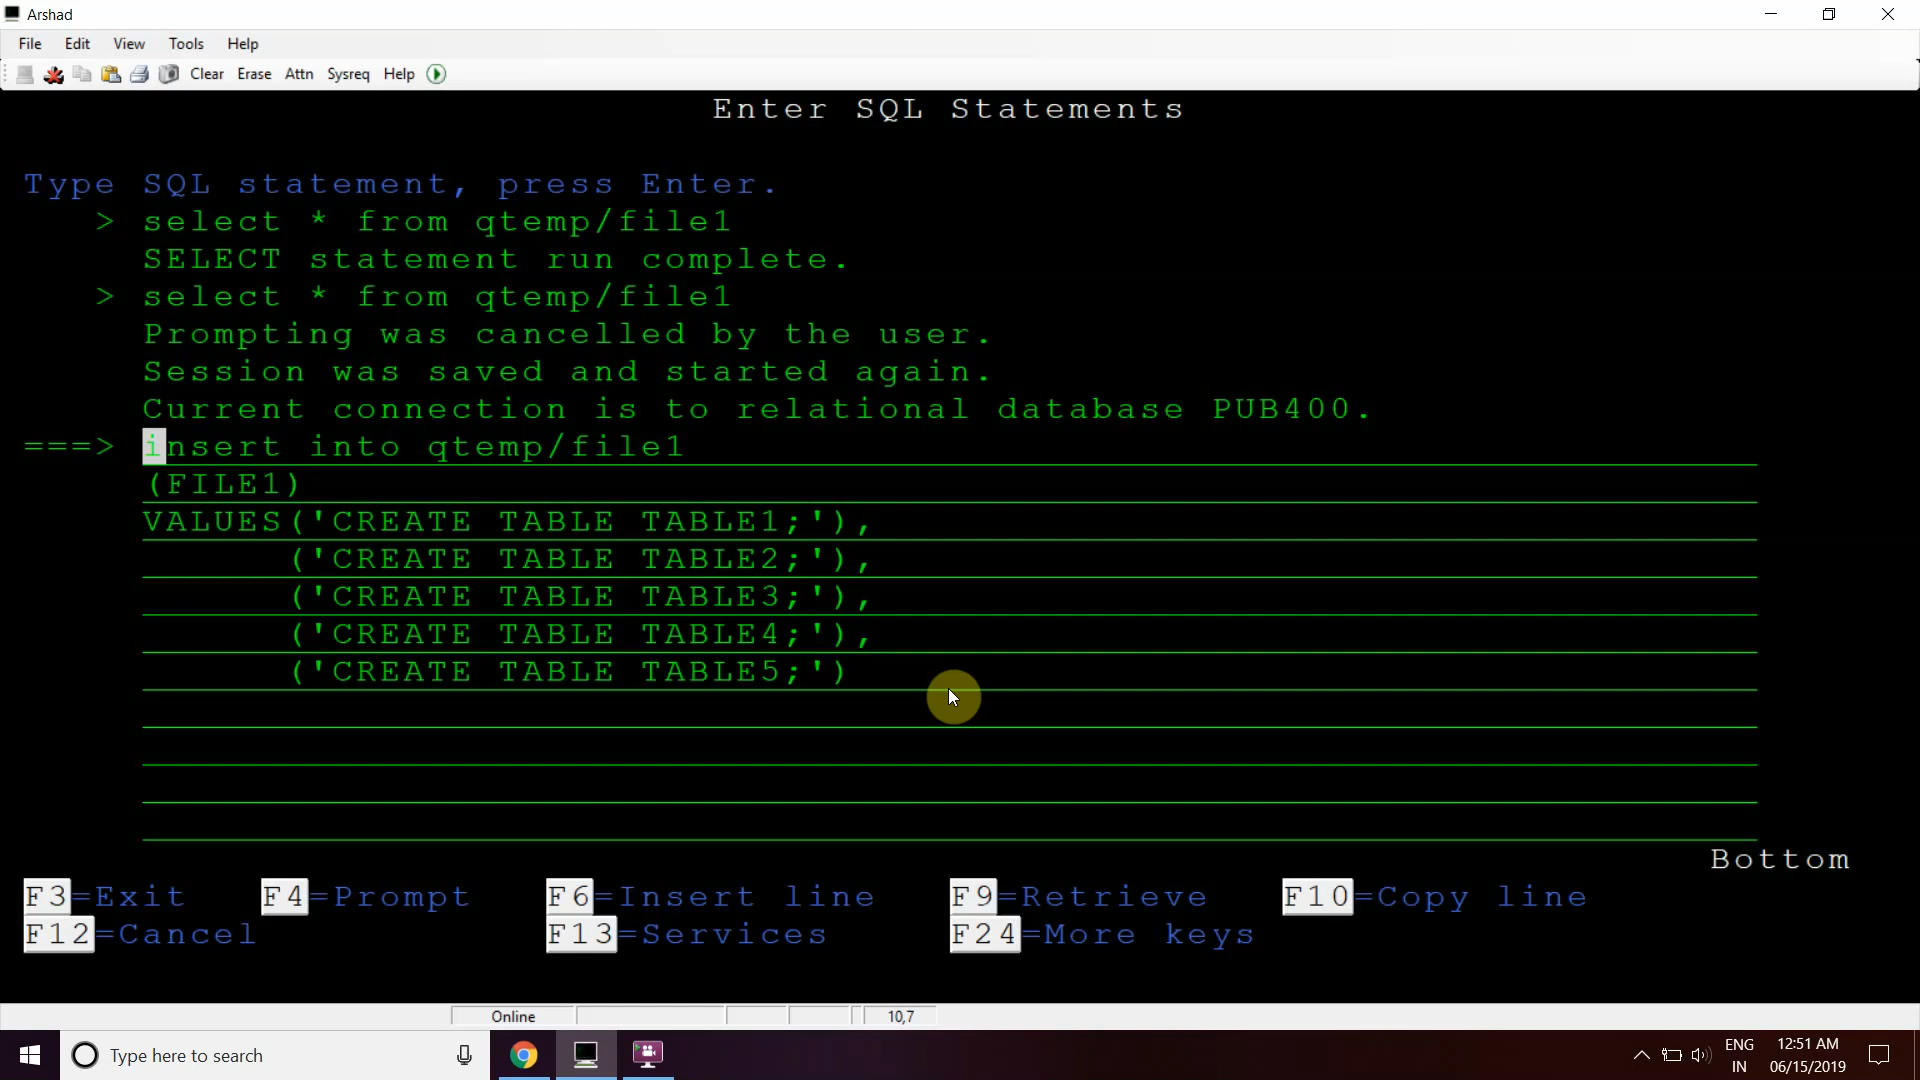 Arshad
File Edit View Tools Help
Clear Erase Attn Sysreq Help
Enter SQL Statements
Type SQL statement, press Enter.
> select * from qtemp/file1
SELECT statement run complete.
> select * from qtemp/file1
Prompting was cancelled by the user.
Session was saved and started again.
Current connection is to relational database PUB400.
===> insert into qtemp/file1
(FILE1)
VALUES('CREATE TABLE TABLE1;'),
('CREATE TABLE TABLE2;'),
('CREATE TABLE TABLE3;'),
('CREATE TABLE TABLE4;'),
('CREATE TABLE TABLE5;')
Bottom
F3=Exit F4=Prompt F6=Insert line F9=Retrieve F10=Copy line
F12=Cancel F13=Services F24=More keys
Online 10,7
Type here to search
ENG 12:51 AM
IN 06/15/2019